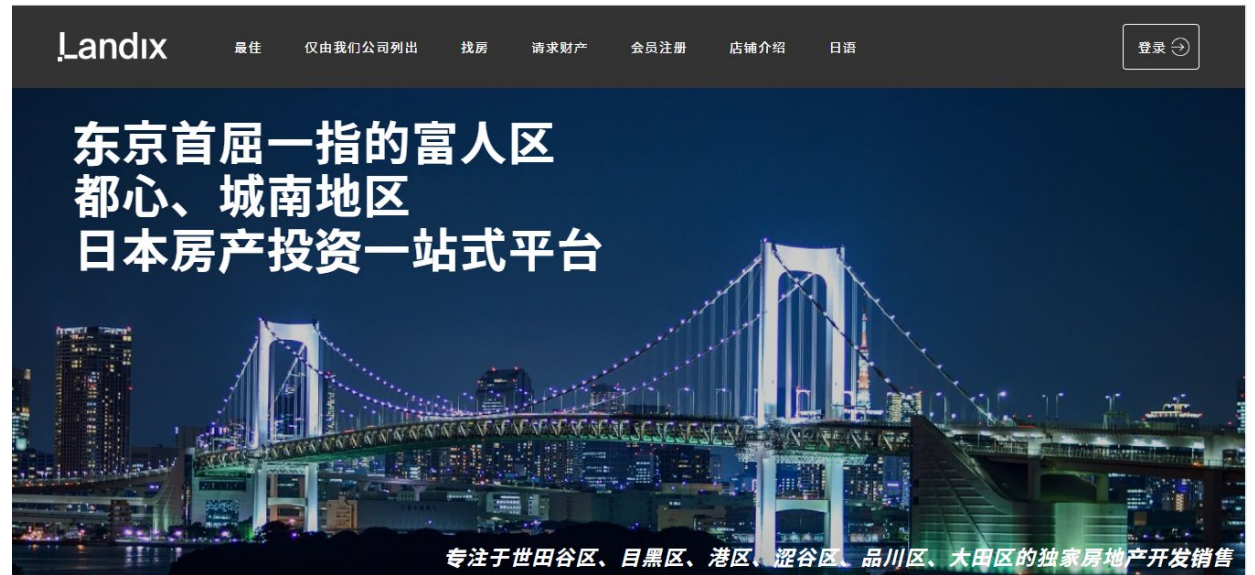 Landix
最佳
仅由我们公司列出
找房
请求财产
会员注册
店铺介绍
日语
登录
东京首屈一指的富人区
都心、城南地区
日本房产投资一站式平台
专注于世田谷区、目黑区、港区、涩谷区、品川区、大田区的独家房地产开发销售